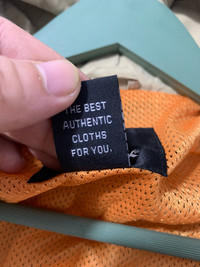 THE BEST
AUTHENTIC
CLOTHS
FOR YOU.